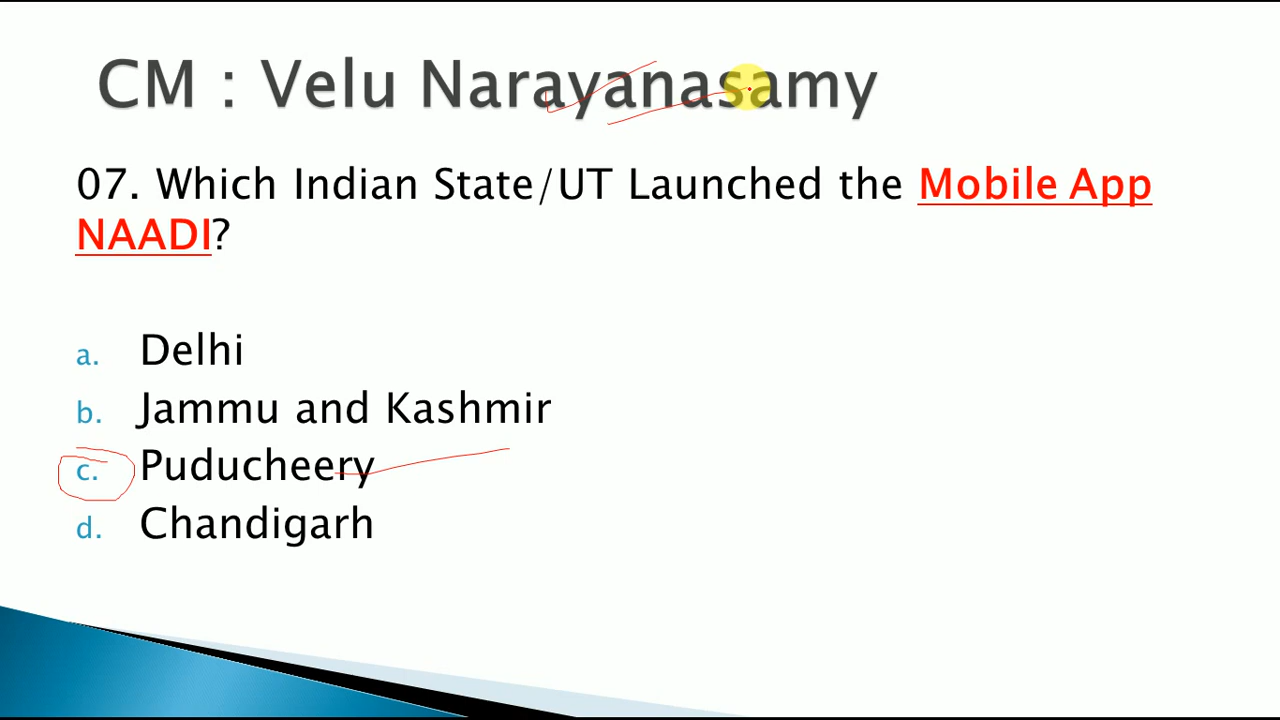 CM : Velu Narayanasamy
07. Which Indian State/UT Launched the Mobile App
NAADI?
a. Delhi
b. Jammu and Kashmir
c. Puducheery
d. Chandigarh